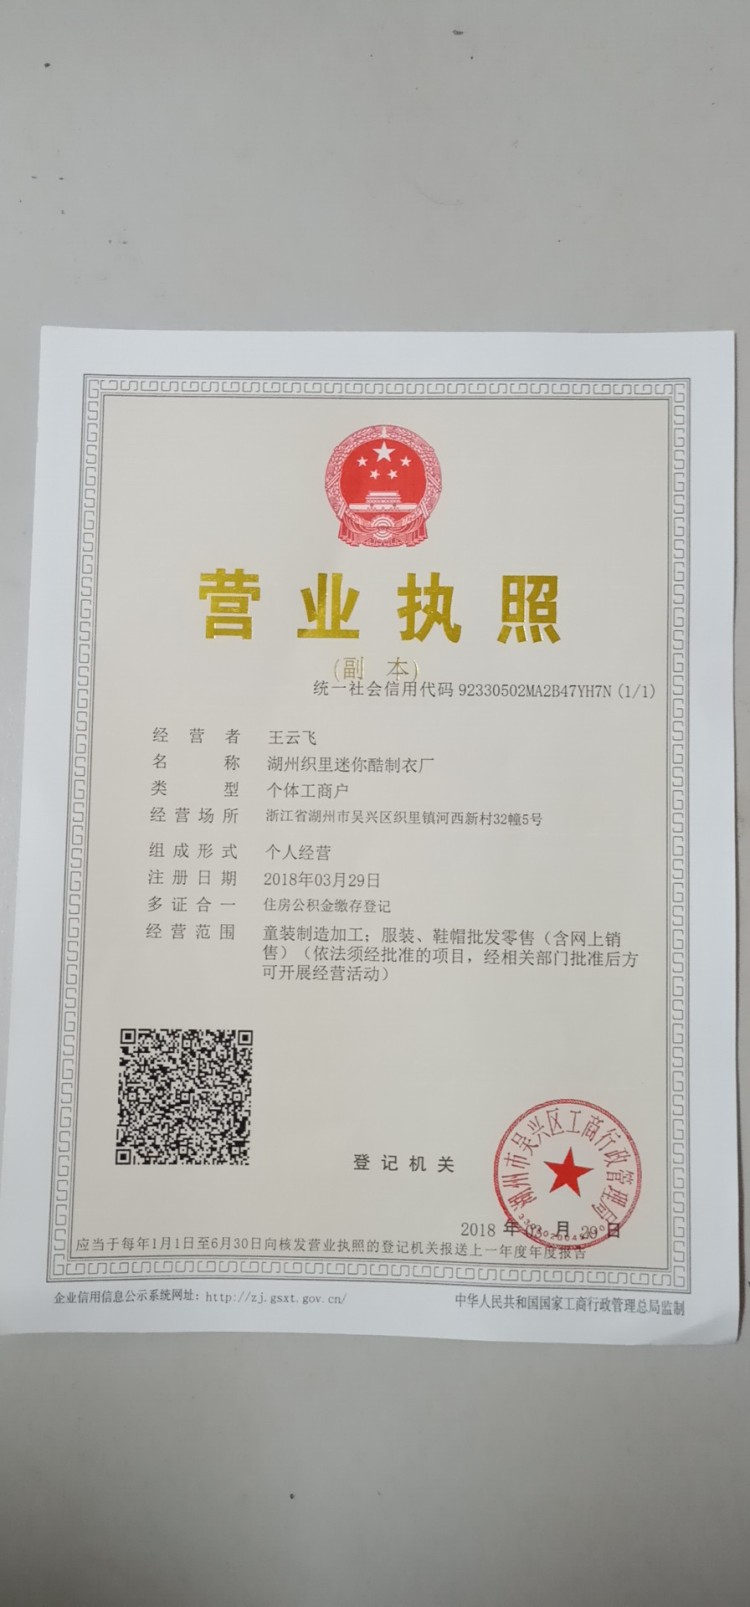 营业执照
(副 本)
统一社会信用代码 92330502MA2B47YH7N (1/1)
经营者 王云飞
名称 湖州织里迷你酷制衣厂
类型 个体工商户
经营场所 浙江省湖州市吴兴区织里镇河西新村32幢5号
组成形式 个人经营
注册日期 2018年03月29日
多证合一 住房公积金缴存登记
经营范围 童装制造加工；服装、鞋帽批发零售（含网上销
售）（依法须经批准的项目，经相关部门批准后方
可开展经营活动）
登记机关
湖州市吴兴区工商行政管理局
2018 年 03 月 29 日
应当于每年1月1日至6月30日向核发营业执照的登记机关报送上一年度年度报告
企业信用信息公示系统网址：http://zj.gsxt.gov.cn/
中华人民共和国国家工商行政管理总局监制